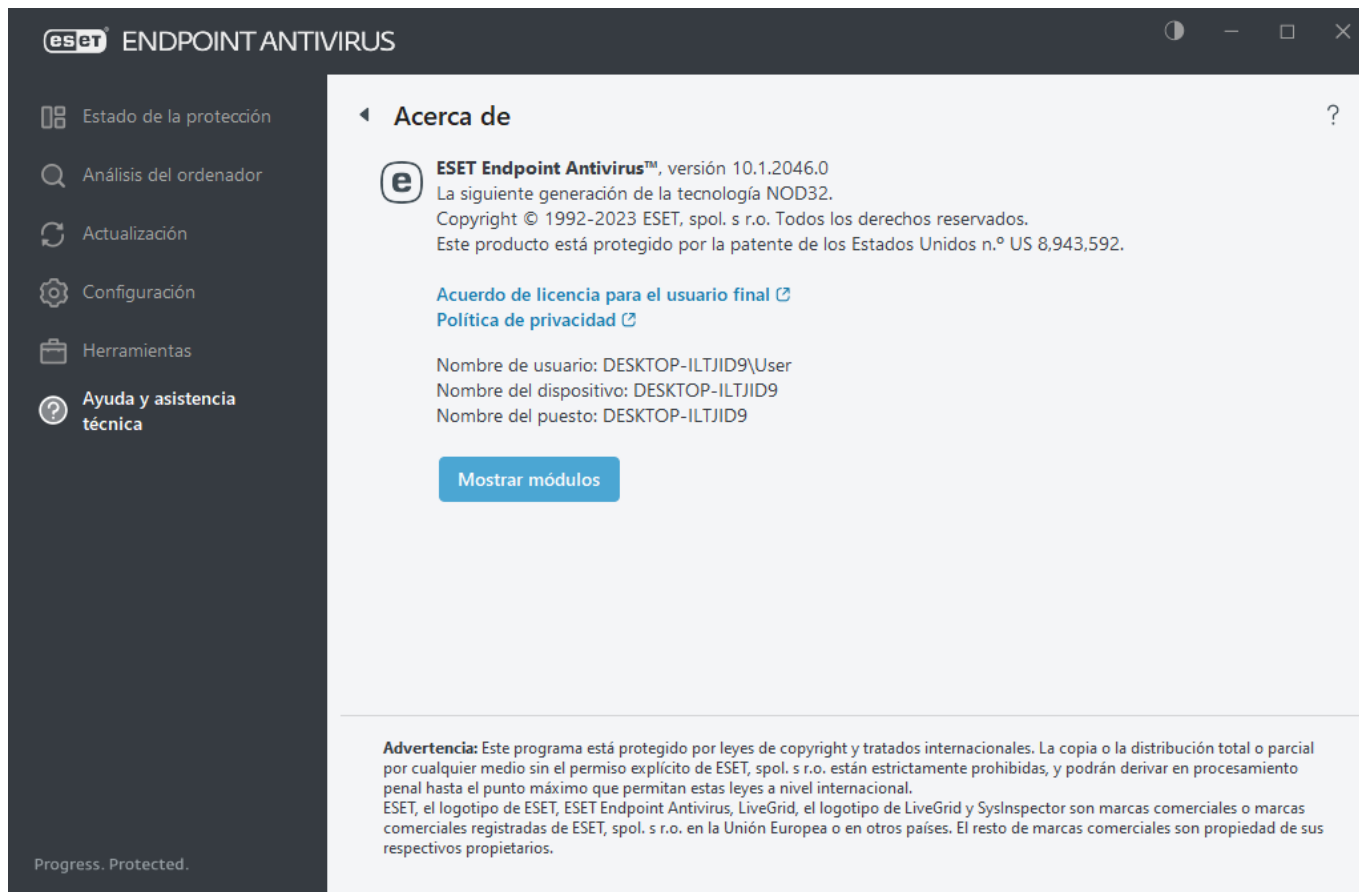 eset ENDPOINT ANTIVIRUS
Estado de la protección
Análisis del ordenador
Actualización
Configuración
Herramientas
Ayuda y asistencia
técnica
Progress. Protected.
Acerca de
?
e
ESET Endpoint Antivirus™, versión 10.1.2046.0
La siguiente generación de la tecnología NOD32.
Copyright © 1992-2023 ESET, spol. s r.o. Todos los derechos reservados.
Este producto está protegido por la patente de los Estados Unidos n.º US 8,943,592.
Acuerdo de licencia para el usuario final
Política de privacidad
Nombre de usuario: DESKTOP-ILTJID9\User
Nombre del dispositivo: DESKTOP-ILTJID9
Nombre del puesto: DESKTOP-ILTJID9
Mostrar módulos
Advertencia: Este programa está protegido por leyes de copyright y tratados internacionales. La copia o la distribución total o parcial
por cualquier medio sin el permiso explícito de ESET, spol. s r.o. están estrictamente prohibidas, y podrán derivar en procesamiento
penal hasta el punto máximo que permitan estas leyes a nivel internacional.
ESET, el logotipo de ESET, ESET Endpoint Antivirus, LiveGrid, el logotipo de LiveGrid y SysInspector son marcas comerciales o marcas
comerciales registradas de ESET, spol. s r.o. en la Unión Europea o en otros países. El resto de marcas comerciales son propiedad de sus
respectivos propietarios.